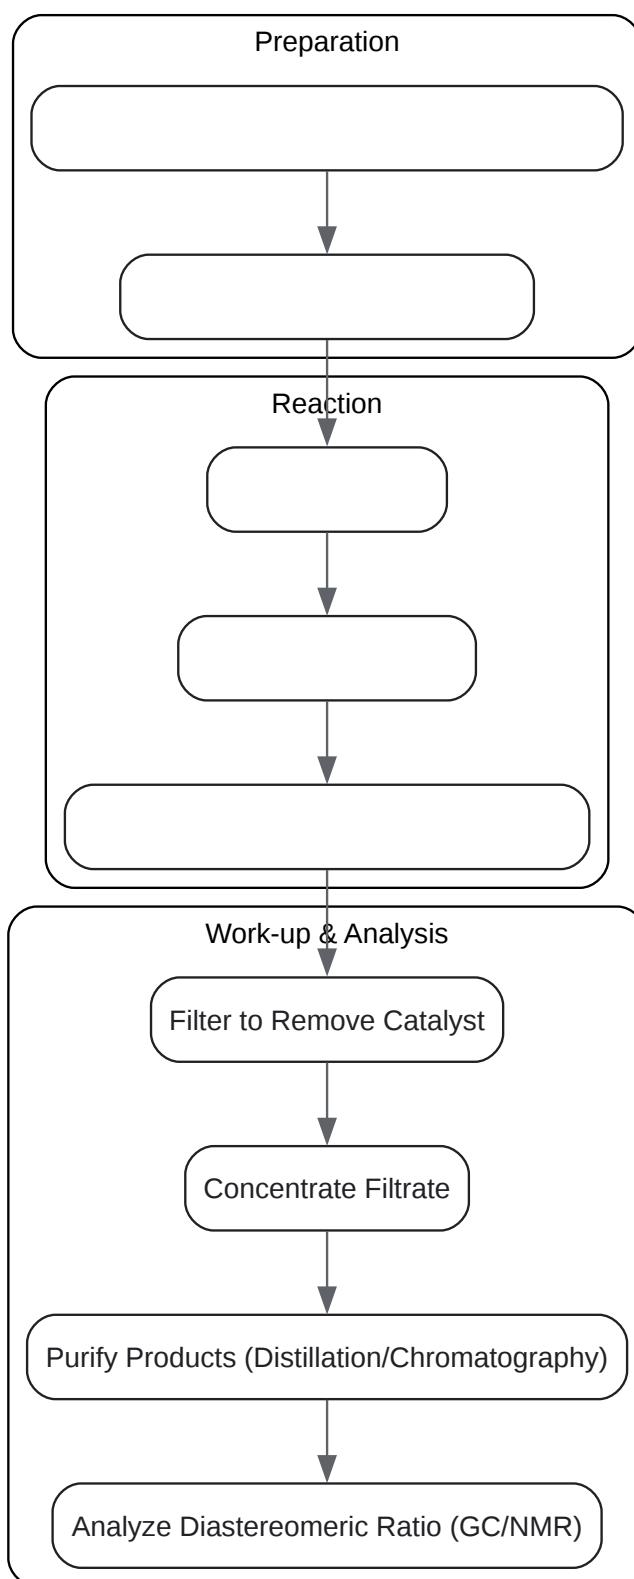 Preparation
Reaction
Work-up & Analysis
Filter to Remove Catalyst
Concentrate Filtrate
Purify Products (Distillation/Chromatography)
Analyze Diastereomeric Ratio (GC/NMR)